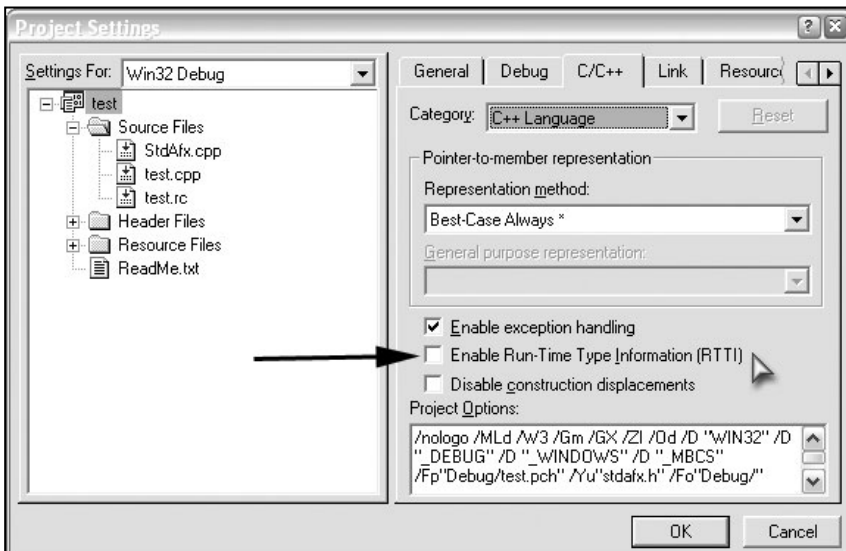 Project Settings
Settings For: Win32 Debug
test
Source Files
StdAfx.cpp
test.cpp
test.rc
Header Files
Resource Files
ReadMe.txt
General Debug C/C++ Link Resourc
Category: C++ Language Reset
Pointer-to-member representation
Representation method:
Best-Case Always *
General purpose representation:
Enable exception handling
Enable Run-Time Type Information (RTTI)
Disable construction displacements
Project Options:
/nologo /MLd /W3 /Gm /GX /ZI /Od /D "WIN32" /D
"_DEBUG" /D "_WINDOWS" /D "_MBCS"
/Fp"Debug/test.pch" /Yu"stdafx.h" /Fo"Debug/"
OK Cancel